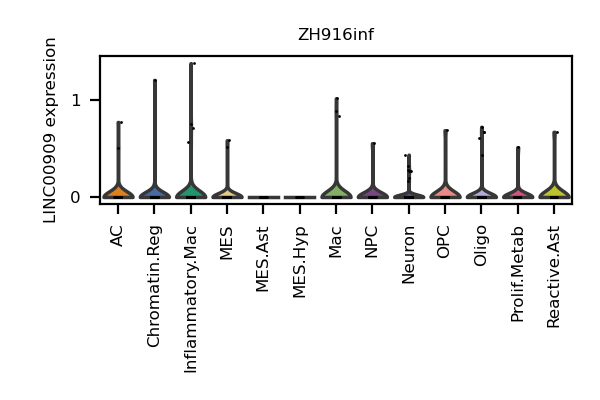 ZH916inf
LINC00909 expression
1
0
AC
Chromatin.Reg
Inflammatory.Mac
MES
MES.Ast
MES.Hyp
Mac
NPC
Neuron
OPC
Oligo
Prolif.Metab
Reactive.Ast